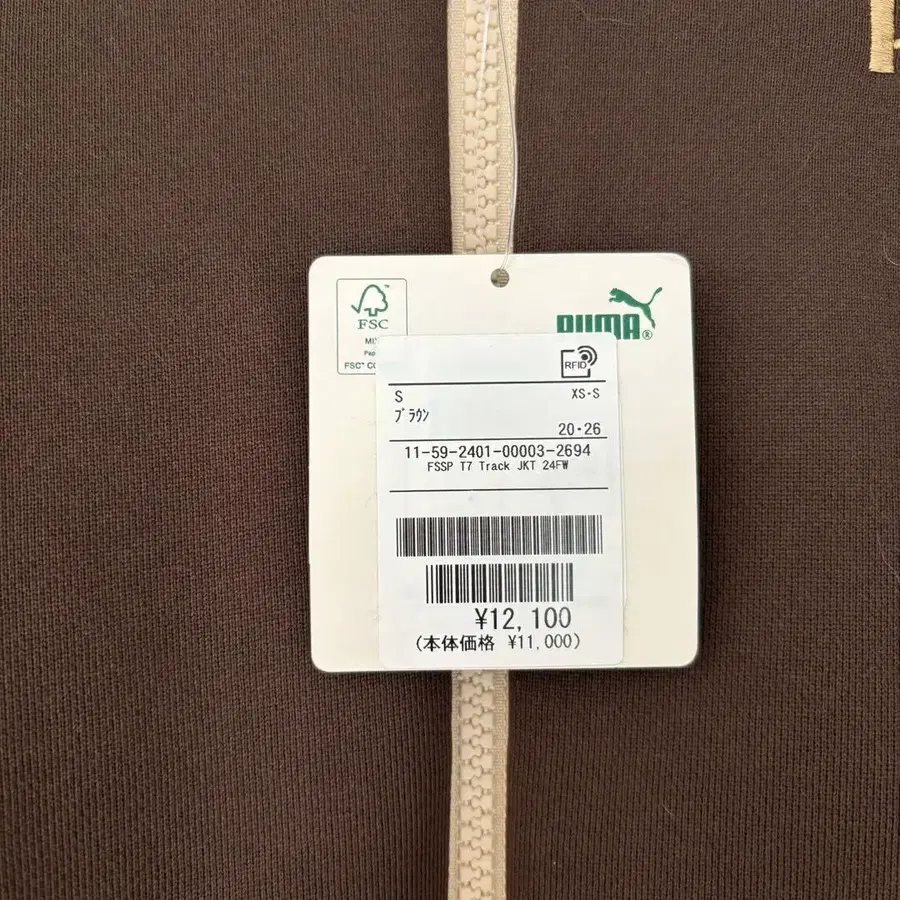 FSC
PUMA®
RFID
S XS-S
ブラウン
20・26
11-59-2401-00003-2694
FSSP T7 Track JKT 24FW
¥12,100
(本体価格 ¥11,000)